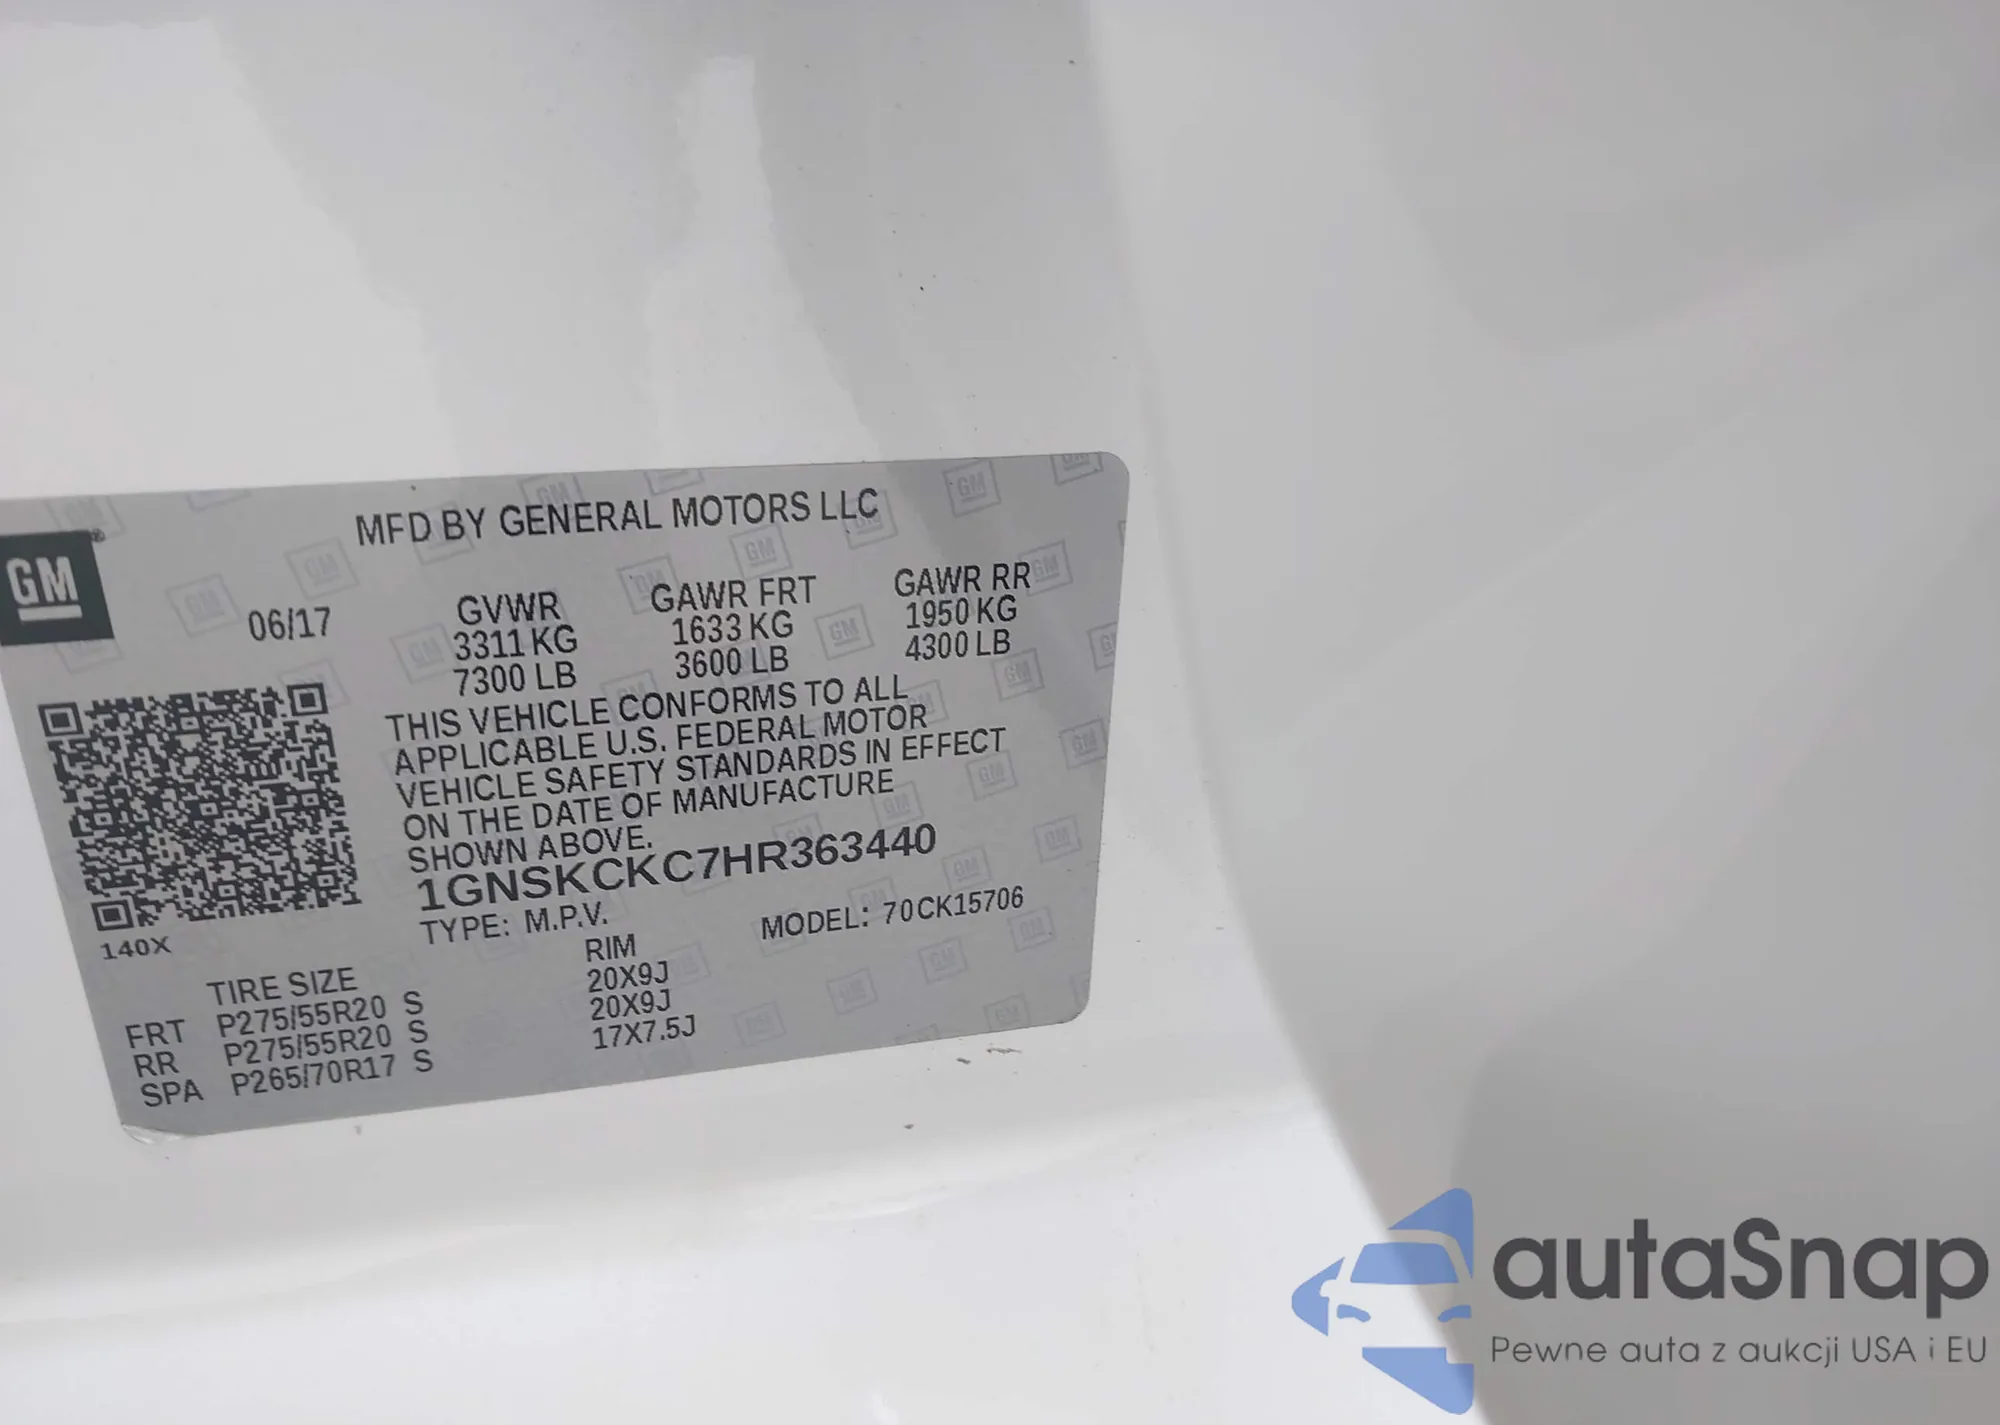 MFD BY GENERAL MOTORS LLC
GM
06/17 GVWR GAWR FRT GAWR RR
3311 KG 1633 KG 1950 KG
7300 LB 3600 LB 4300 LB
THIS VEHICLE CONFORMS TO ALL
APPLICABLE U.S. FEDERAL MOTOR
VEHICLE SAFETY STANDARDS IN EFFECT
ON THE DATE OF MANUFACTURE
SHOWN ABOVE.
1GNSKCKC7HR363440
TYPE: M.P.V. MODEL: 70CK15706
140X
TIRE SIZE RIM
FRT P275/55R20 S 20X9J
RR P275/55R20 S 20X9J
SPA P265/70R17 S 17X7.5J
autaSnap
Pewne auta z aukcji USA i EU